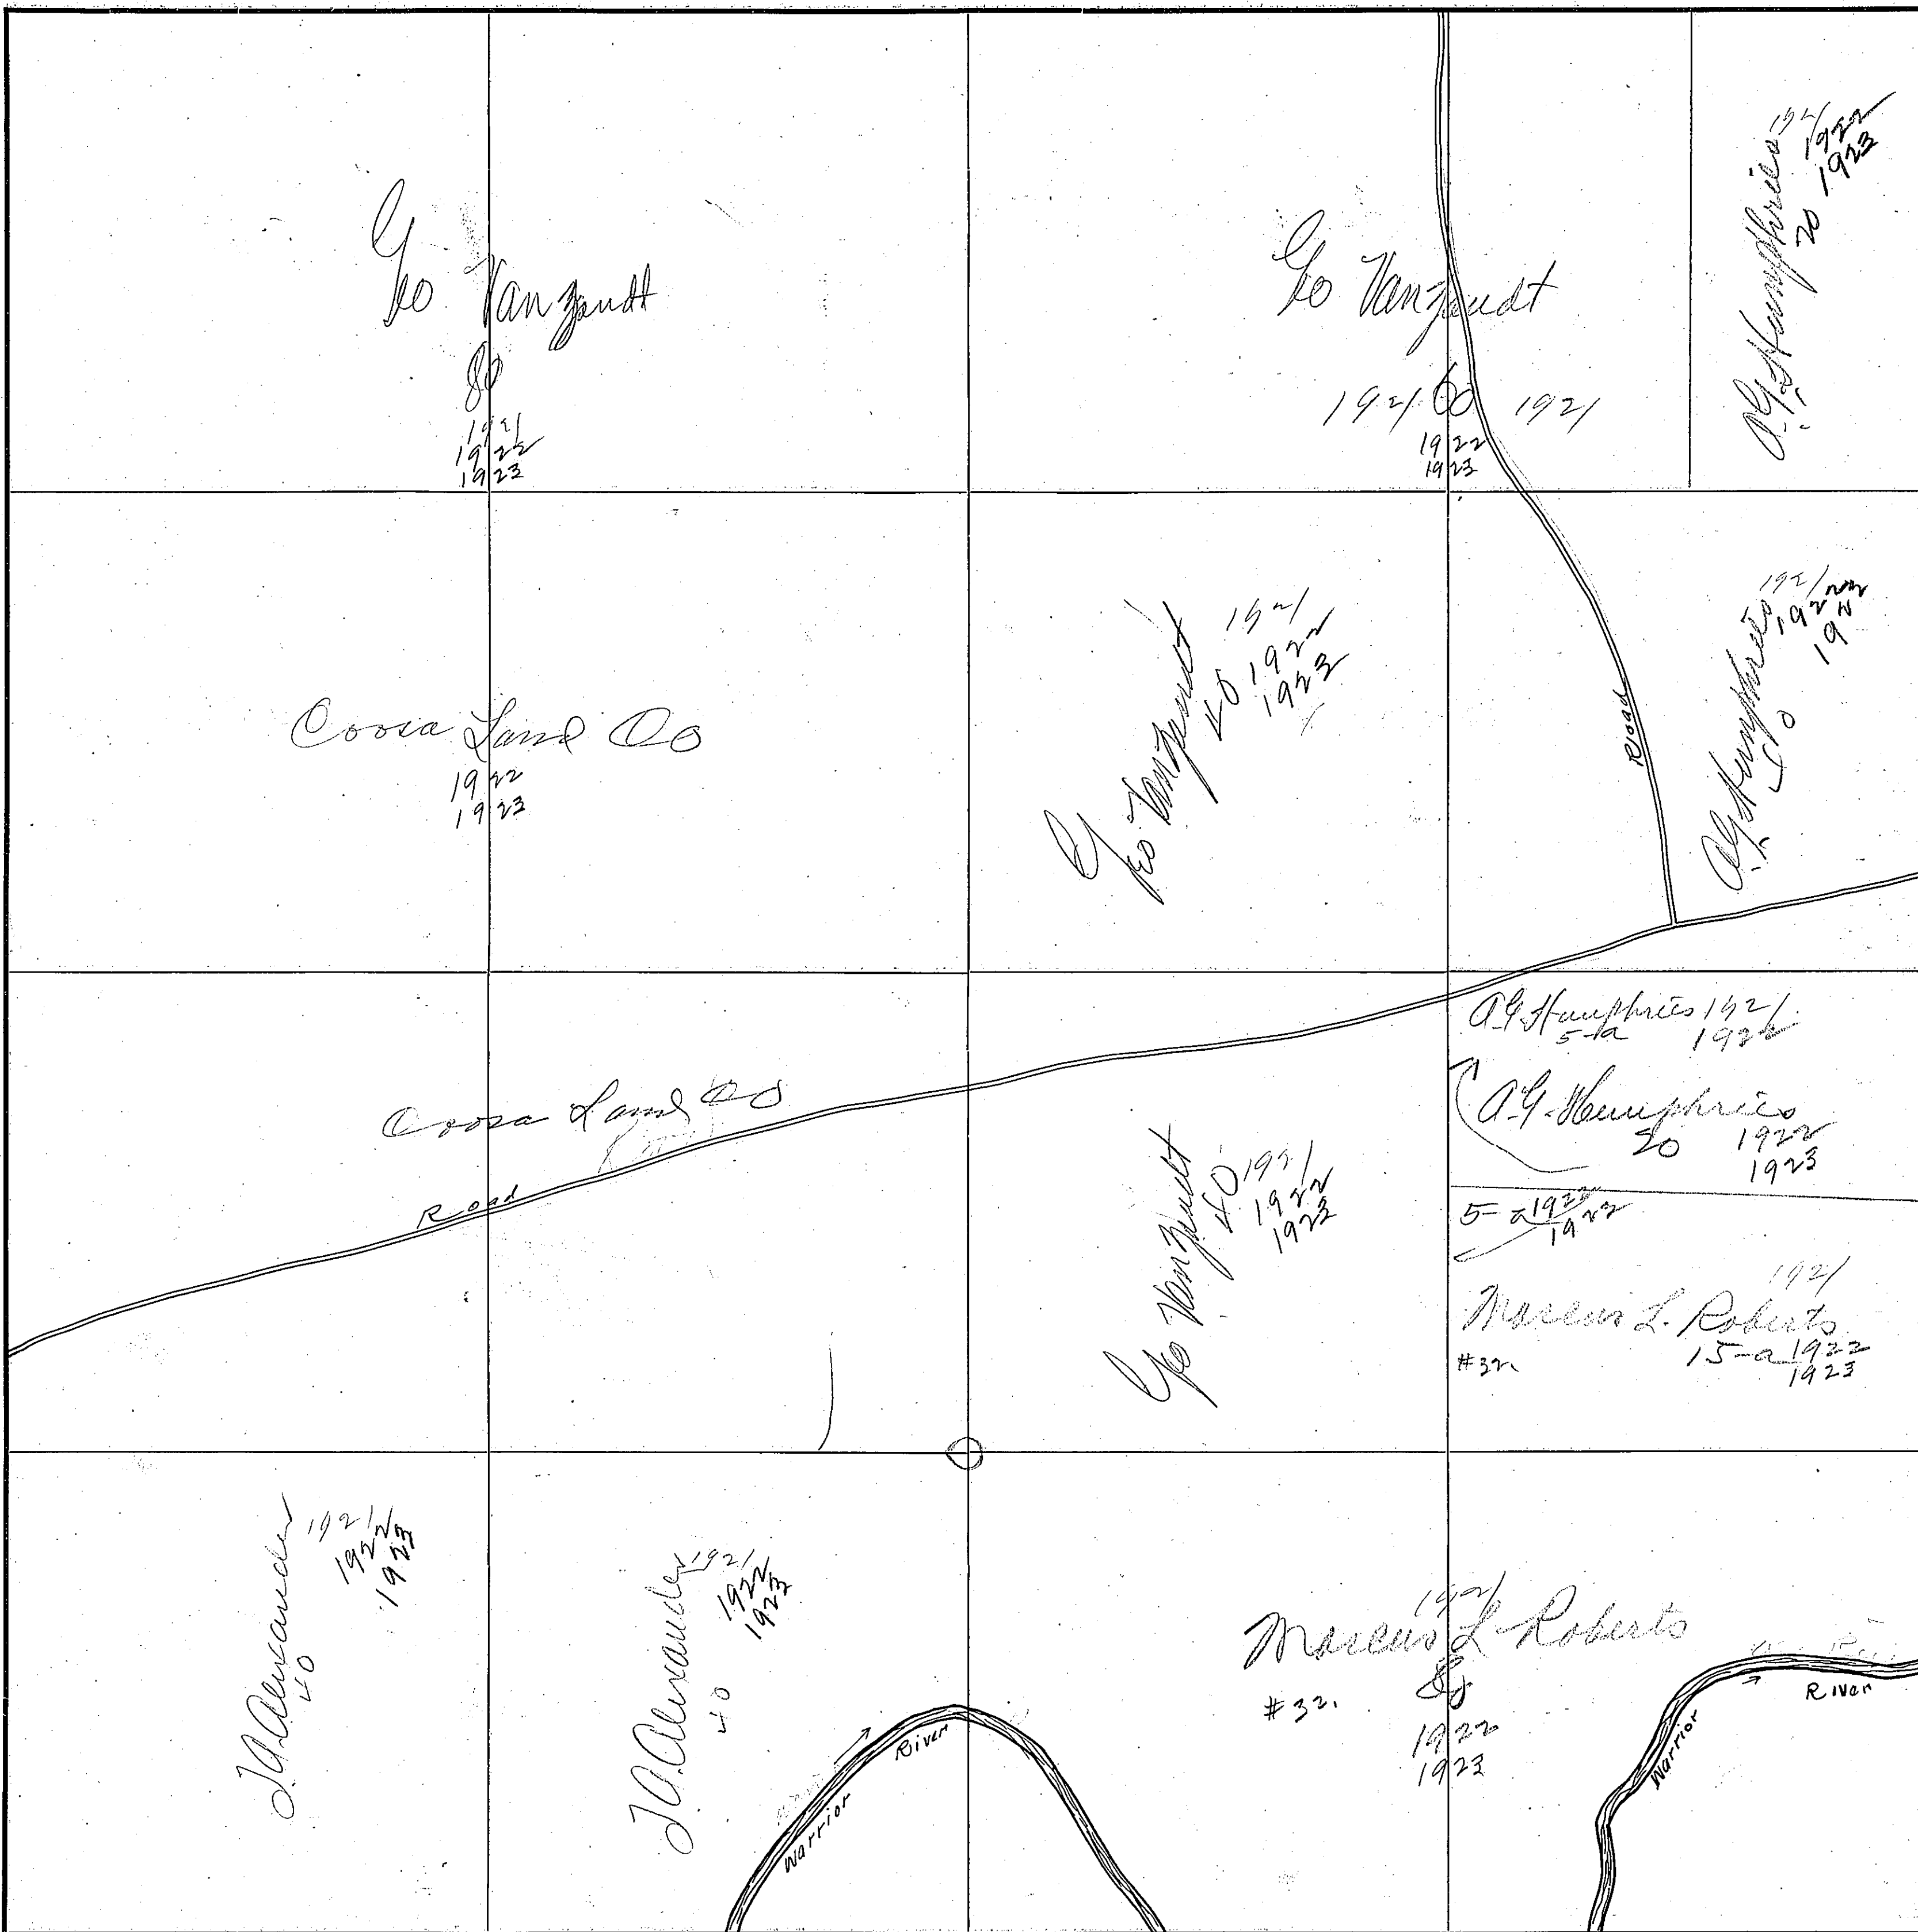 Geo Vanzandt
80
1921
1922
1923
Geo Vanzandt
1921 60 1921
1922
1923
A.G. Humphries 1921
20 1922
1923
Coosa Land Co
1922
1923
Geo Vanzandt
40
1921
1922
1923
Road
A.G. Humphries 1921
1922
Coosa Land Co
Road
Geo Vanzandt
40
1921
1922
1923
A.G. Humphries 1921
5-a 1922
A.G. Humphries
20 1922
1923
5-a 1922
1922
1921
Marcus L. Roberts
#32. 15-a 1922
1923
J.A. Alexander
40
1921
1922
1923
J.A. Alexander
40
1921
1922
1923
Warrior River
1921
Marcus L Roberts
#32.
1922
1923
Warrior River